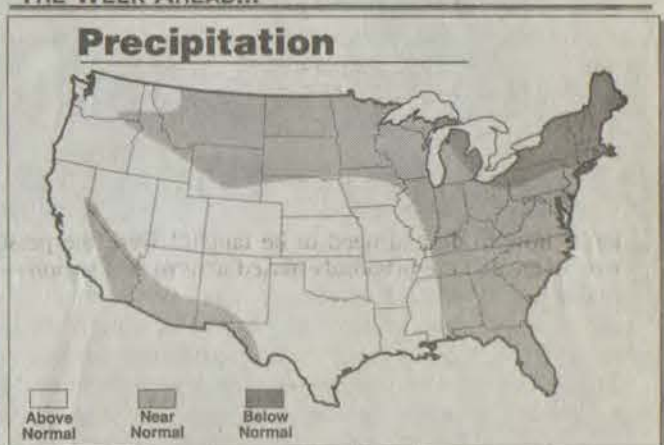 THE WEEK AHEAD...
Precipitation
Above
Normal
Near
Normal
Below
Normal